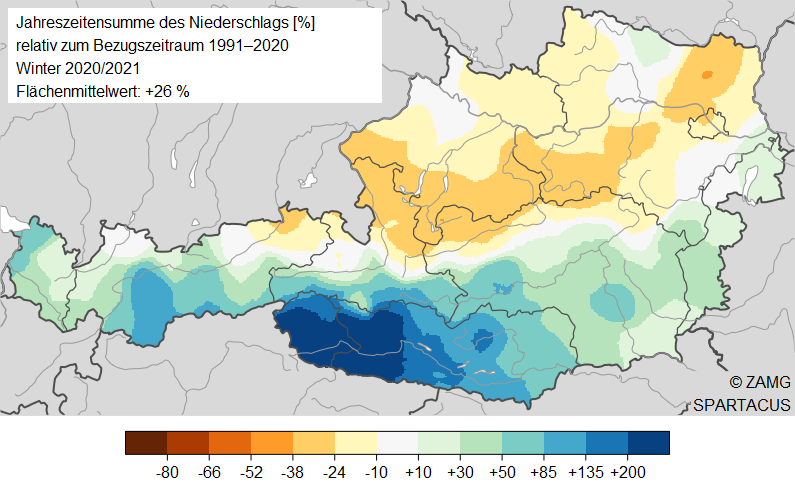 Jahreszeitensumme des Niederschlags [%]
relativ zum Bezugszeitraum 1991–2020
Winter 2020/2021
Flächenmittelwert: +26 %
© ZAMG
SPARTACUS
-80 -66 -52 -38 -24 -10 +10 +30 +50 +85 +135 +200